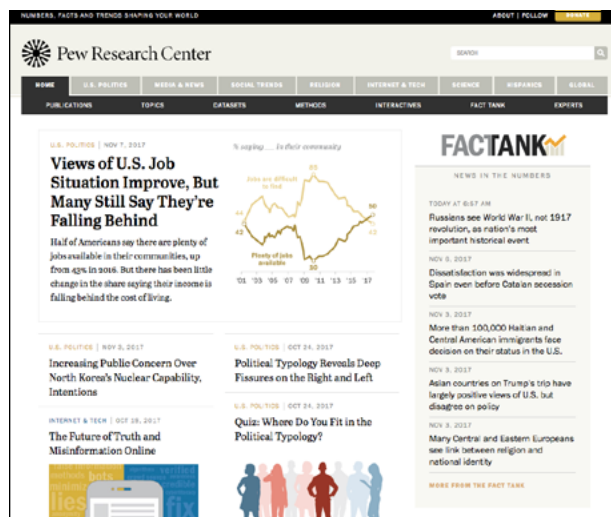 NUMBERS, FACTS AND TRENDS SHAPING YOUR WORLD
ABOUT | FOLLOW
DONATE
Pew Research Center
SEARCH
HOME
U.S. POLITICS
MEDIA & NEWS
SOCIAL TRENDS
RELIGION
INTERNET & TECH
SCIENCE
HISPANICS
GLOBAL
PUBLICATIONS
TOPICS
DATASETS
METHODS
INTERACTIVES
FACT TANK
EXPERTS
U.S. POLITICS | NOV 7, 2017
Views of U.S. Job
Situation Improve, But
Many Still Say They're
Falling Behind
Half of Americans say there are plenty of
jobs available in their communities, up
from 43% in 2016. But there has been little
change in the share saying their income is
falling behind the cost of living.
% saying ... in their community
Jobs are difficult
to find
85
44
42
50
42
Plenty of jobs
available
10
'01 '03 '05 '07 '09 '11 '13 '15 '17
U.S. POLITICS | NOV 3, 2017
Increasing Public Concern Over
North Korea's Nuclear Capability,
Intentions
INTERNET & TECH | OCT 19, 2017
The Future of Truth and
Misinformation Online
bots
verified
lies
fix
U.S. POLITICS | OCT 24, 2017
Political Typology Reveals Deep
Fissures on the Right and Left
U.S. POLITICS | OCT 24, 2017
Quiz: Where Do You Fit in the
Political Typology?
FACTANK
NEWS IN THE NUMBERS
TODAY AT 6:57 AM
Russians see World War II, not 1917
revolution, as nation's most
important historical event
Dissatisfaction was widespread in
Spain even before Catalan secession
vote
NOV 3, 2017
More than 100,000 Haitian and
Central American immigrants face
decision on their status in the U.S.
NOV 3, 2017
Asian countries on Trump's trip have
largely positive views of U.S. but
disagree on policy
NOV 3, 2017
Many Central and Eastern Europeans
see link between religion and
national identity
MORE FROM THE FACT TANK